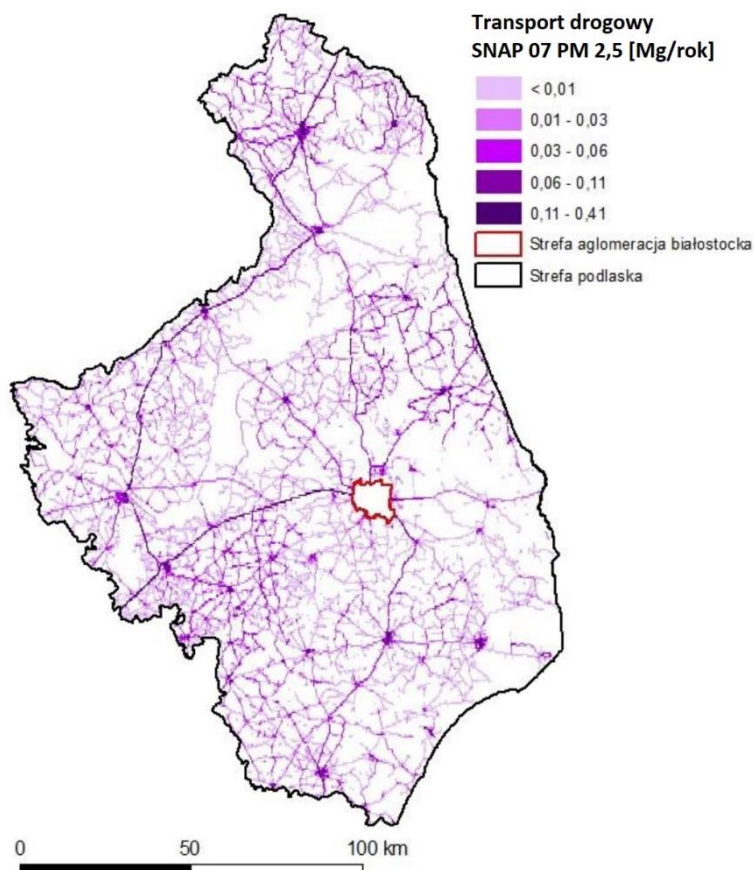 Transport drogowy
SNAP 07 PM 2,5 [Mg/rok]
< 0,01
0,01 - 0,03
0,03 - 0,06
0,06 - 0,11
0,11 - 0,41
Strefa aglomeracja białostocka
Strefa podlaska
0 50 100 km